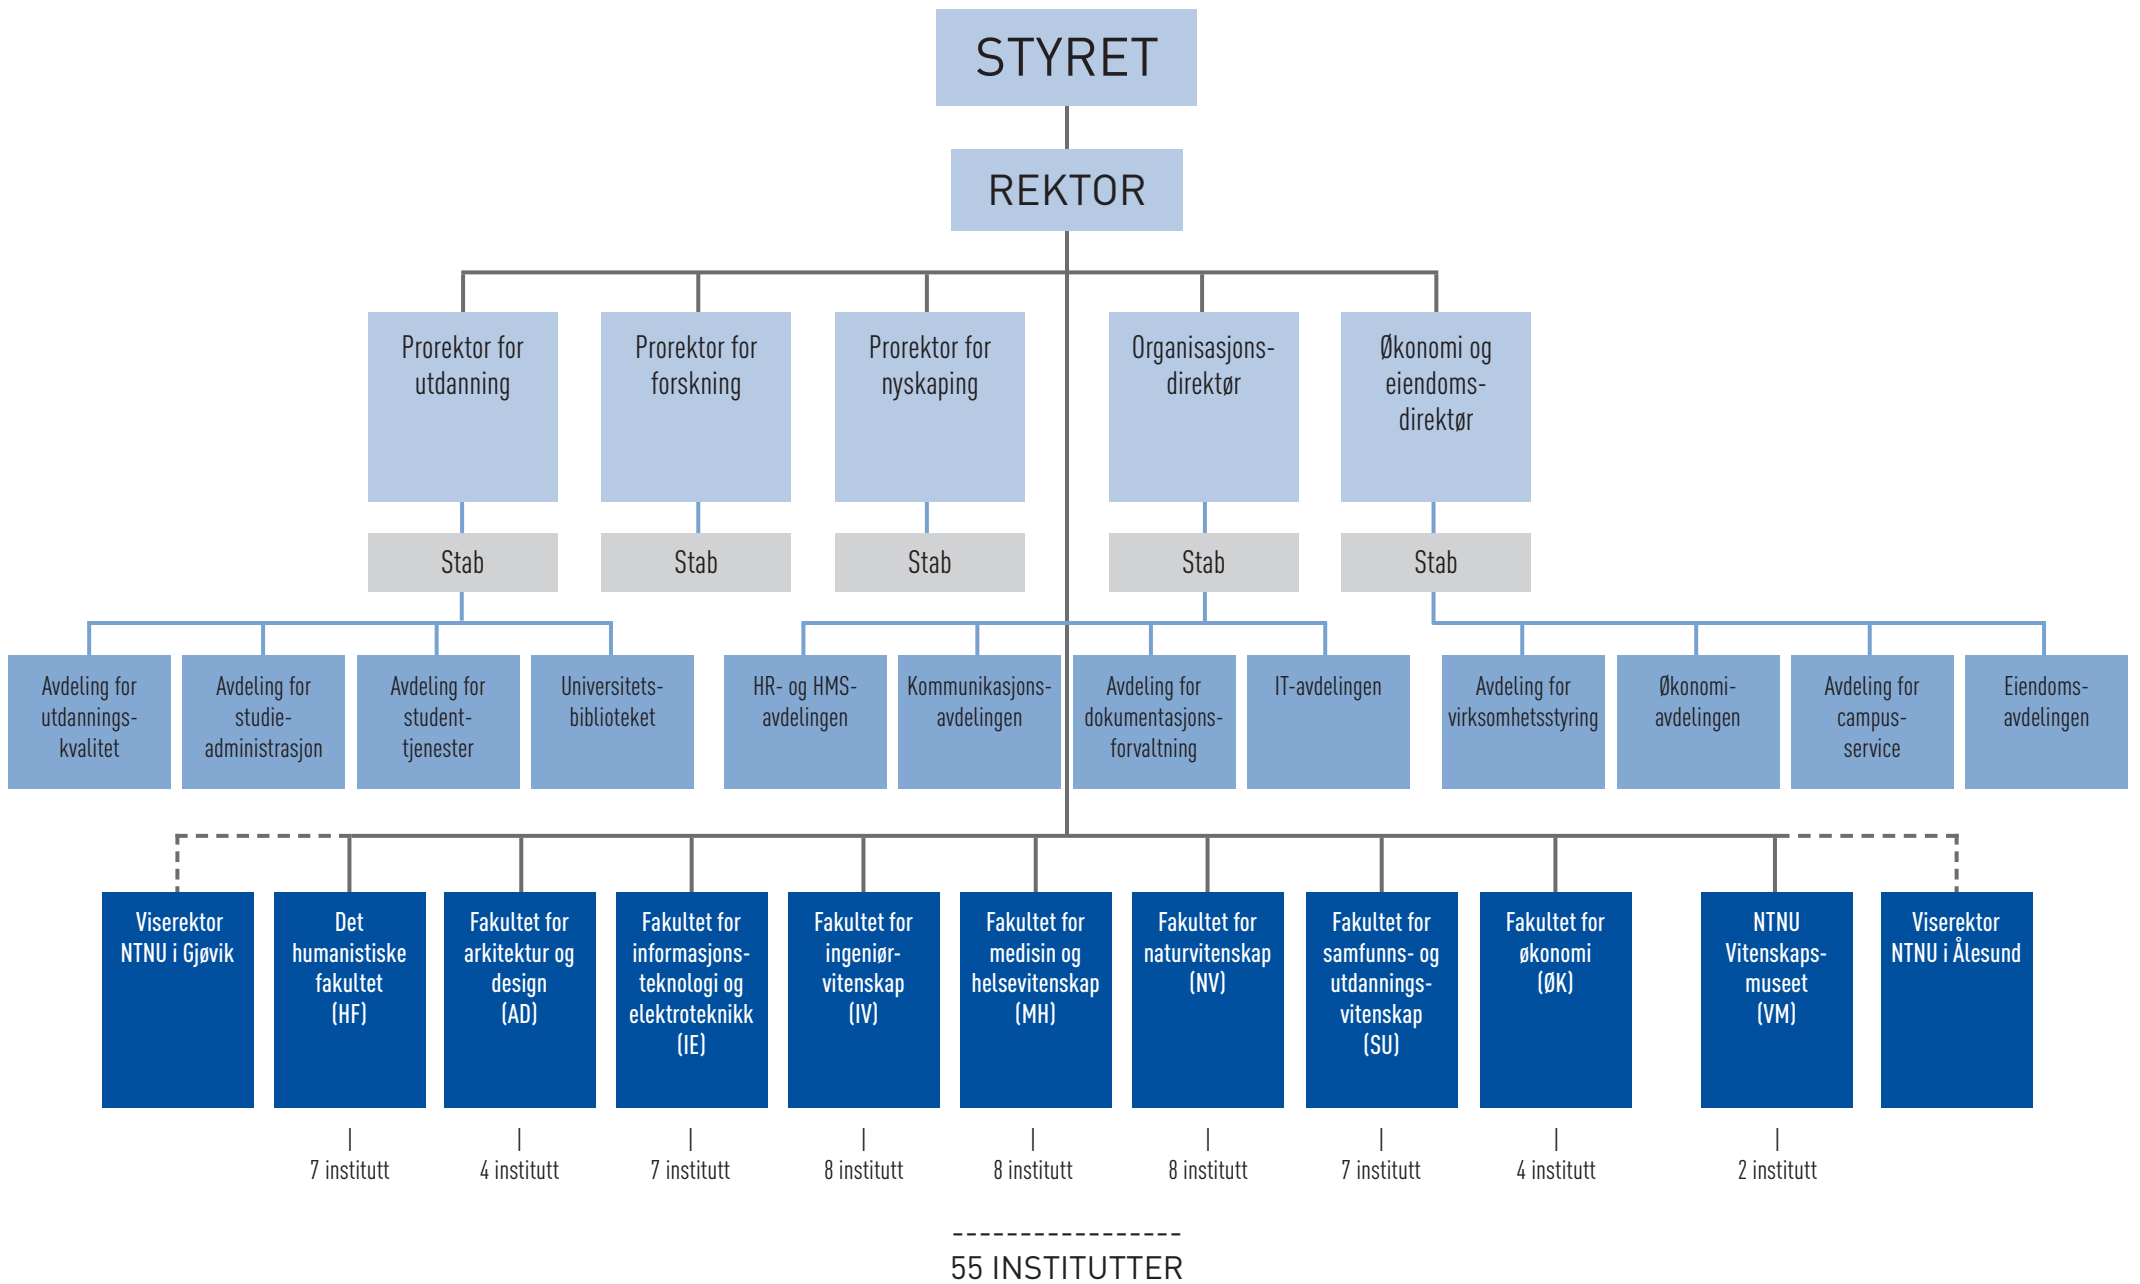 STYRET
REKTOR
Prorektor for
utdanning
Prorektor for
forskning
Prorektor for
nyskaping
Organisasjons-
direktør
Økonomi og
eiendoms-
direktør
Stab
Stab
Stab
Stab
Stab
Avdeling for
utdannings-
kvalitet
Avdeling for
studie-
administrasjon
Avdeling for
student-
tjenester
Universitets-
biblioteket
HR- og HMS-
avdelingen
Kommunikasjons-
avdelingen
Avdeling for
dokumentasjons-
forvaltning
IT-avdelingen
Avdeling for
virksomhetsstyring
Økonomi-
avdelingen
Avdeling for
campus-
service
Eiendoms-
avdelingen
Viserektor
NTNU i Gjøvik
Det
humanistiske
fakultet
(HF)
Fakultet for
arkitektur og
design
(AD)
Fakultet for
informasjons-
teknologi og
elektroteknikk
(IE)
Fakultet for
ingeniør-
vitenskap
(IV)
Fakultet for
medisin og
helsevitenskap
(MH)
Fakultet for
naturvitenskap
(NV)
Fakultet for
samfunns- og
utdannings-
vitenskap
(SU)
Fakultet for
økonomi
(ØK)
NTNU
Vitenskaps-
museet
(VM)
Viserektor
NTNU i Ålesund
7 institutt
4 institutt
7 institutt
8 institutt
8 institutt
8 institutt
7 institutt
4 institutt
2 institutt
55 INSTITUTTER